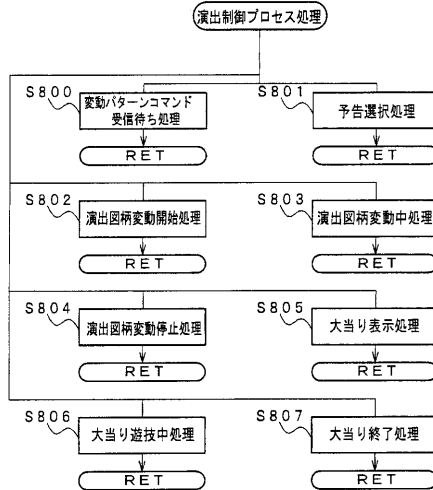 演出制御プロセス処理
S800
変動パターンコマンド
受信待ち処理
RET
S801
予告選択処理
RET
S802
演出図柄変動開始処理
RET
S803
演出図柄変動中処理
RET
S804
演出図柄変動停止処理
RET
S805
大当り表示処理
RET
S806
大当り遊技中処理
RET
S807
大当り終了処理
RET